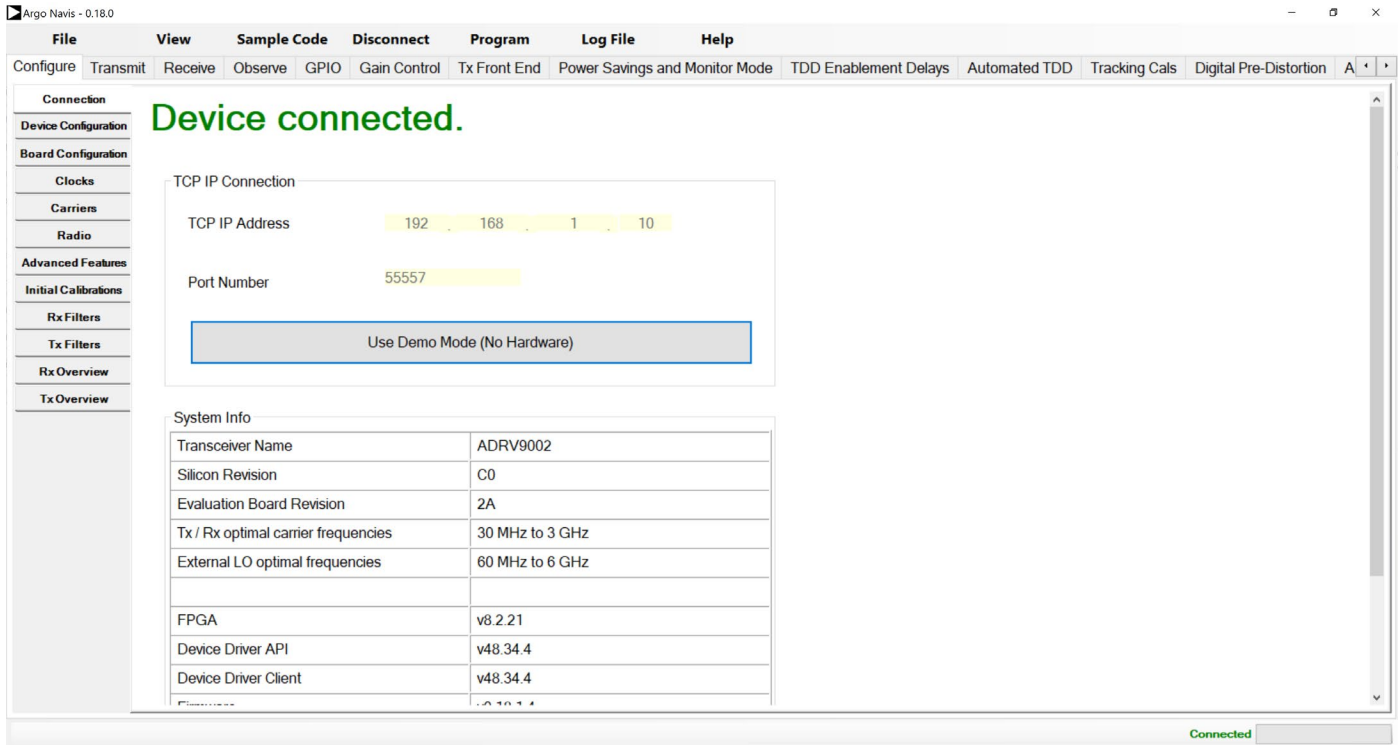 Argo Navis - 0.18.0
File View Sample Code Disconnect Program Log File Help
Configure Transmit Receive Observe GPIO Gain Control Tx Front End Power Savings and Monitor Mode TDD Enablement Delays Automated TDD Tracking Cals Digital Pre-Distortion A
Connection
Device Configuration
Board Configuration
Clocks
Carriers
Radio
Advanced Features
Initial Calibrations
Rx Filters
Tx Filters
Rx Overview
Tx Overview
Device connected.
TCP IP Connection
TCP IP Address 192 . 168 . 1 . 10
Port Number 55557
Use Demo Mode (No Hardware)
System Info
Transceiver Name ADRV9002
Silicon Revision C0
Evaluation Board Revision 2A
Tx / Rx optimal carrier frequencies 30 MHz to 3 GHz
External LO optimal frequencies 60 MHz to 6 GHz
FPGA v8.2.21
Device Driver API v48.34.4
Device Driver Client v48.34.4
Connected